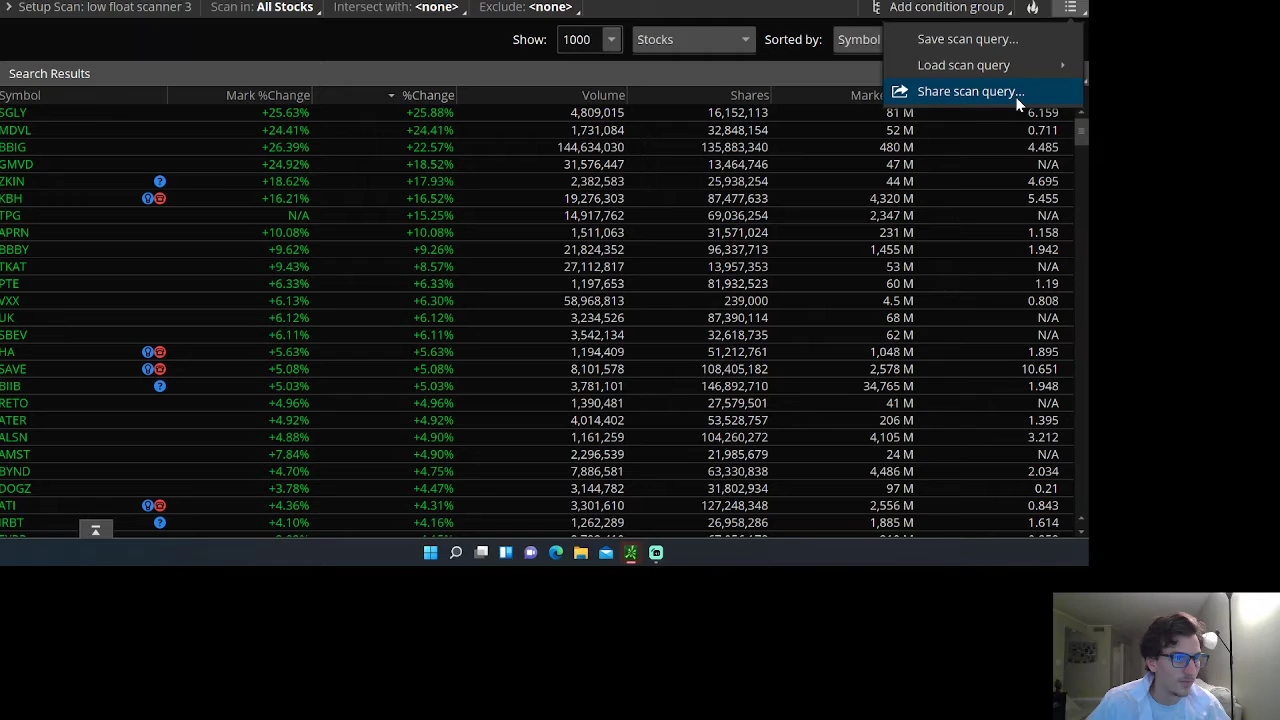 Setup Scan: low float scanner 3 Scan in: All Stocks Intersect with: <none> Exclude: <none> Add condition group
Show: 1000 Stocks Sorted by: Symbol
Save scan query...
Load scan query
Share scan query...
Search Results
Symbol Mark %Change %Change Volume Shares Marke
SGLY +25.63% +25.88% 4,809,015 16,152,113 81 M 6.159
MDVL +24.41% +24.41% 1,731,084 32,848,154 52 M 0.711
BBIG +26.39% +22.57% 144,634,030 135,883,340 480 M 4.485
GMVD +24.92% +18.52% 31,576,447 13,464,746 48 M N/A
ZKIN +18.62% +17.93% 2,382,583 25,938,254 44 M 4.695
KBH +16.21% +16.52% 19,276,303 87,477,633 4,320 M 5.455
TPG N/A +15.25% 14,917,762 69,036,254 2,347 M N/A
APRN +10.08% +10.08% 1,511,063 31,571,024 231 M 1.158
BBBY +9.62% +9.26% 21,824,352 96,337,713 1,455 M 1.942
TKAT +9.43% +8.57% 27,112,817 13,957,353 53 M N/A
PTE +6.33% +6.33% 1,197,653 81,932,523 60 M 1.19
VXX +6.13% +6.30% 58,968,813 239,000 4.5 M 0.808
UK +6.12% +6.12% 3,234,526 87,390,114 68 M N/A
SBEV +6.11% +6.11% 3,542,134 32,618,735 62 M N/A
HA +5.63% +5.63% 1,194,409 51,212,761 1,048 M 1.895
SAVE +5.08% +5.08% 8,101,578 108,405,182 2,578 M 10.651
BIIB +5.03% +5.03% 3,781,101 146,892,710 34,765 M 1.948
RETO +4.96% +4.96% 1,390,481 27,579,501 41 M N/A
ATER +4.92% +4.92% 4,014,402 53,528,757 206 M 1.395
ALSN +4.88% +4.90% 1,161,259 104,260,272 4,105 M 3.212
AMST +7.84% +4.90% 2,296,539 21,985,679 24 M N/A
BYND +4.70% +4.75% 7,886,581 63,330,838 4,486 M 2.034
DOGZ +3.78% +4.47% 3,144,782 31,802,934 97 M 0.21
ATI +4.36% +4.31% 3,301,610 127,248,348 2,556 M 0.843
IRBT +4.10% +4.16% 1,262,289 26,958,286 1,885 M 1.614